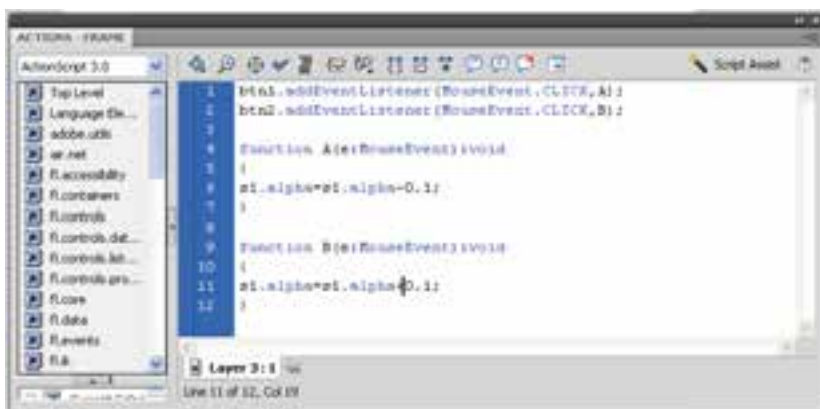 ACTIONS - FRAME
ActionScript 3.0
Script Assist
Top Level
Language Ele...
adobe.utils
air.net
fl.accessibility
fl.containers
fl.controls
fl.controls.dat...
fl.controls.list...
fl.controls.pro...
fl.core
fl.data
fl.events
fl.ik
1 btn1.addEventListener(MouseEvent.CLICK,A);
2 btn2.addEventListener(MouseEvent.CLICK,B);
3
4 function A(e:MouseEvent):void
5 {
6 s1.alpha=s1.alpha-0.1;
7 }
8
9 function B(e:MouseEvent):void
10 {
11 s1.alpha=s1.alpha+0.1;
12 }
Layer 3 : 1
Line 11 of 12, Col 19